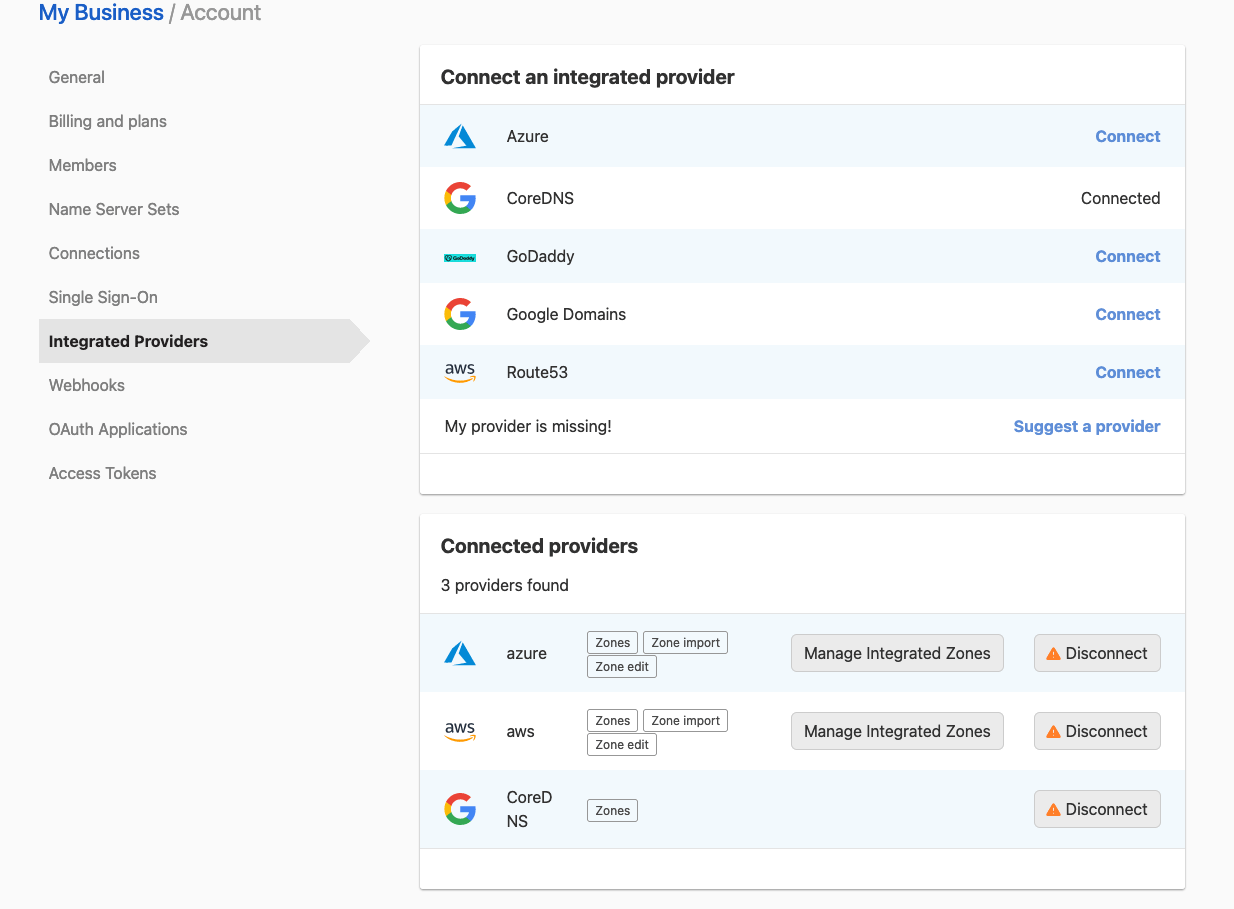 My Business / Account
General
Billing and plans
Members
Name Server Sets
Connections
Single Sign-On
Integrated Providers
Webhooks
OAuth Applications
Access Tokens
Connect an integrated provider
Azure Connect
CoreDNS Connected
GoDaddy GoDaddy Connect
Google Domains Connect
aws Route53 Connect
My provider is missing! Suggest a provider
Connected providers
3 providers found
azure Zones Zone import Manage Integrated Zones Disconnect
Zone edit
aws aws Zones Zone import Manage Integrated Zones Disconnect
Zone edit
CoreD Zones Disconnect
NS